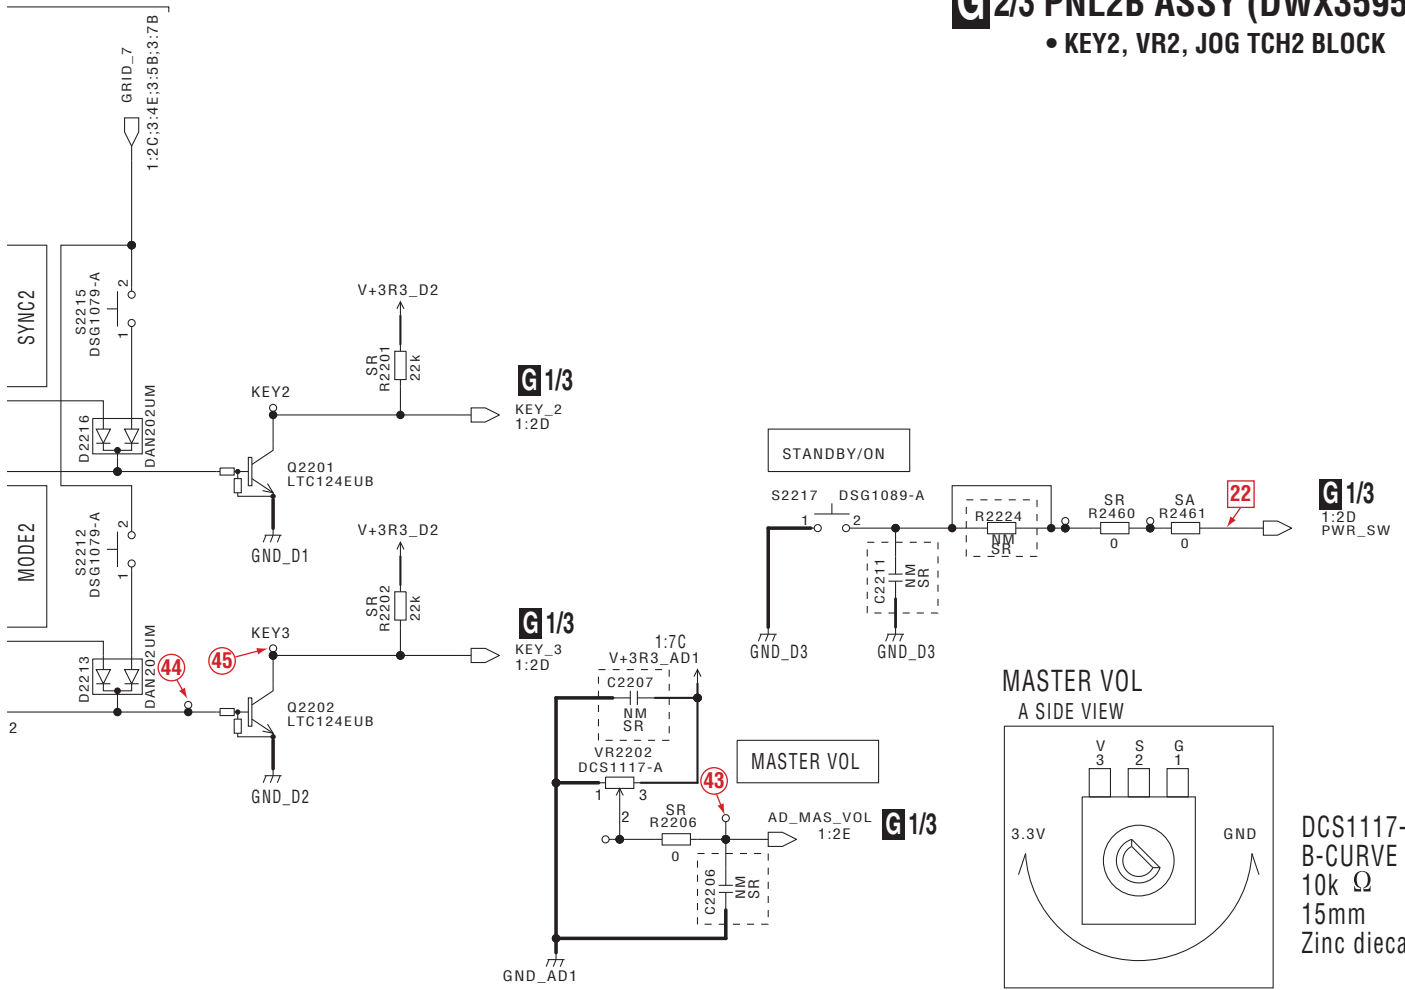 G 2/3 PNL2B ASSY (DWX3595
• KEY2, VR2, JOG TCH2 BLOCK
GRID_7
1:2C;3:4E;3:5B;3:7B
SYNC2
S2215
DSG1079-A
2
1
D2216
DAN202UM
V+3R3_D2
SR
R2201
22k
KEY2
G 1/3
KEY_2
1:2D
Q2201
LTC124EUB
GND_D1
MODE2
S2212
DSG1079-A
2
1
D2213
DAN202UM
V+3R3_D2
SR
R2202
22k
KEY3
44
45
G 1/3
KEY_3
1:2D
Q2202
LTC124EUB
2
GND_D2
STANDBY/ON
S2217 DSG1089-A
1 2
R2224
NM
SR
SR
R2460
0
SA
R2461
0
22
G 1/3
1:2D
PWR_SW
C2211
NM
SR
GND_D3
GND_D3
1:7C
V+3R3_AD1
C2207
NM
SR
VR2202
DCS1117-A
1 3
2
MASTER VOL
43
SR
R2206
0
AD_MAS_VOL
1:2E
G 1/3
C2206
NM
SR
GND_AD1
MASTER VOL
A SIDE VIEW
V S G
3 2 1
3.3V
GND
DCS1117-
B-CURVE
10k Ω
15mm
Zinc dieca